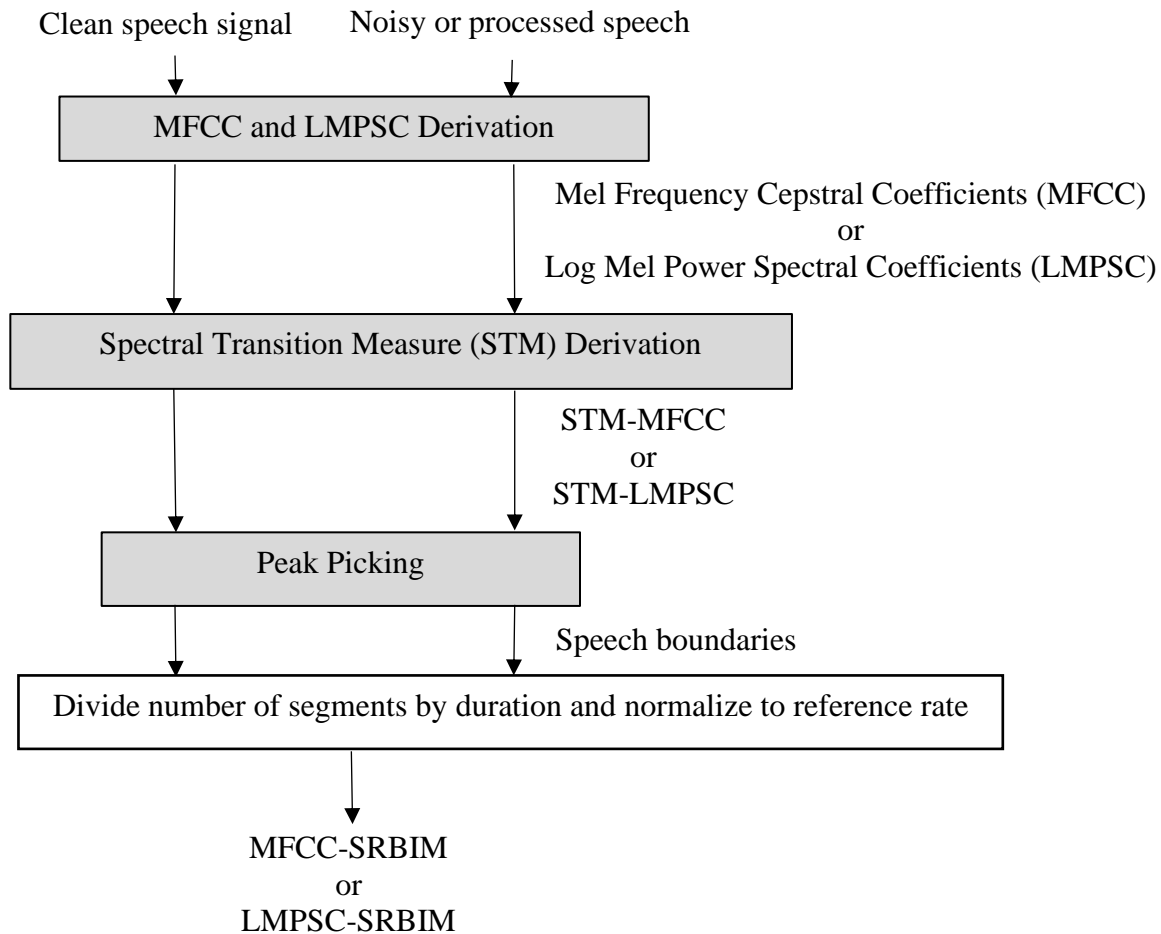 Clean speech signal
Noisy or processed speech
MFCC and LMPSC Derivation
Mel Frequency Cepstral Coefficients (MFCC)
or
Log Mel Power Spectral Coefficients (LMPSC)
Spectral Transition Measure (STM) Derivation
STM-MFCC
or
STM-LMPSC
Peak Picking
Speech boundaries
Divide number of segments by duration and normalize to reference rate
MFCC-SRBIM
or
LMPSC-SRBIM